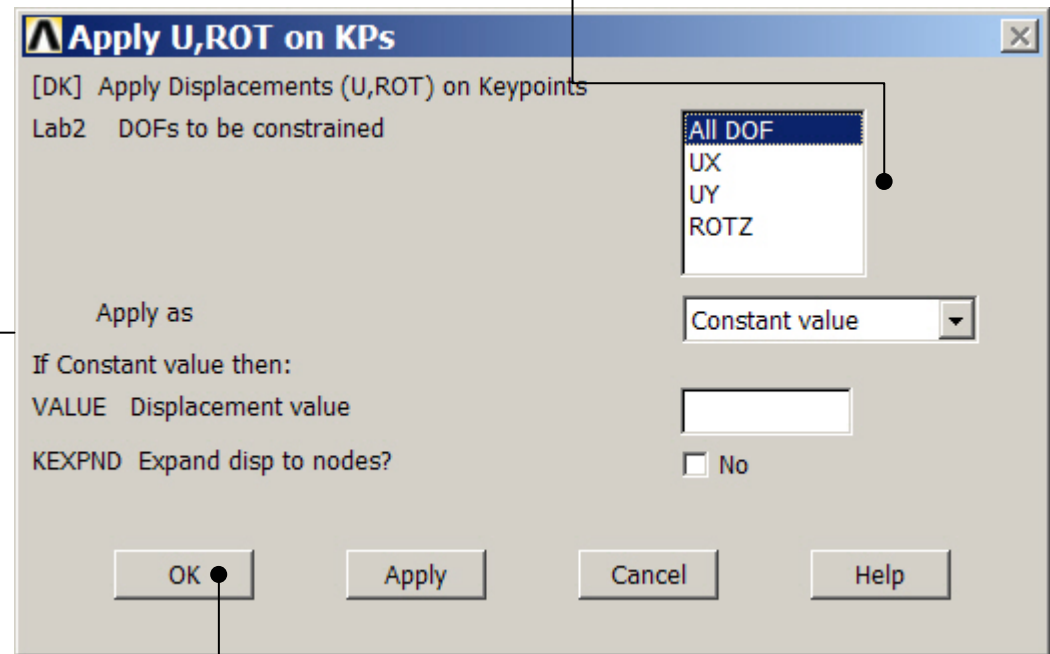 Apply U,ROT on KPs
[DK] Apply Displacements (U,ROT) on Keypoints
Lab2 DOFs to be constrained
All DOF
UX
UY
ROTZ
Apply as
Constant value
If Constant value then:
VALUE Displacement value
KEXPND Expand disp to nodes?
No
OK Apply Cancel Help